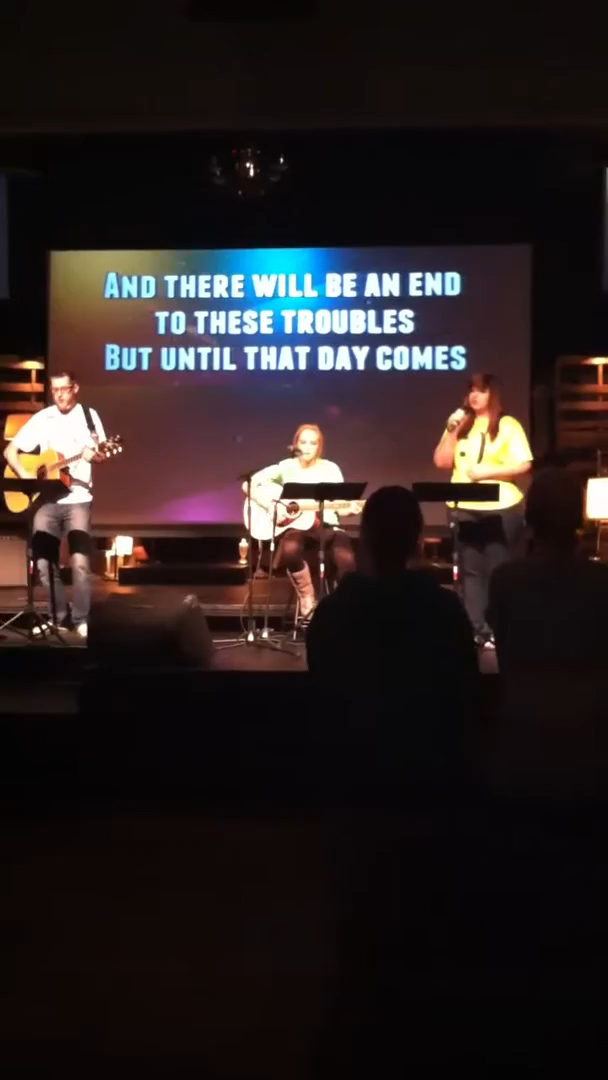 AND THERE WILL BE AN END
TO THESE TROUBLES
BUT UNTIL THAT DAY COMES